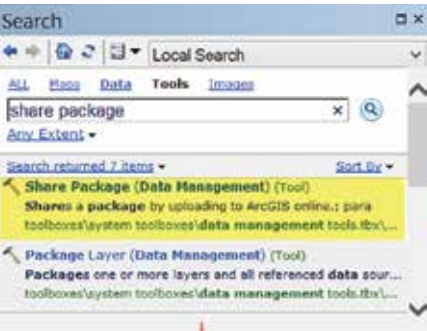 Search
Local Search
ALL Maps Data Tools Images
share package
Any Extent
Search returned 7 items Sort By
Share Package (Data Management) (Tool)
Shares a package by uploading to ArcGIS online.; para
toolboxes\system toolboxes\data management tools.tbx\...
Package Layer (Data Management) (Tool)
Packages one or more layers and all referenced data sour...
toolboxes\system toolboxes\data management tools.tbx\...